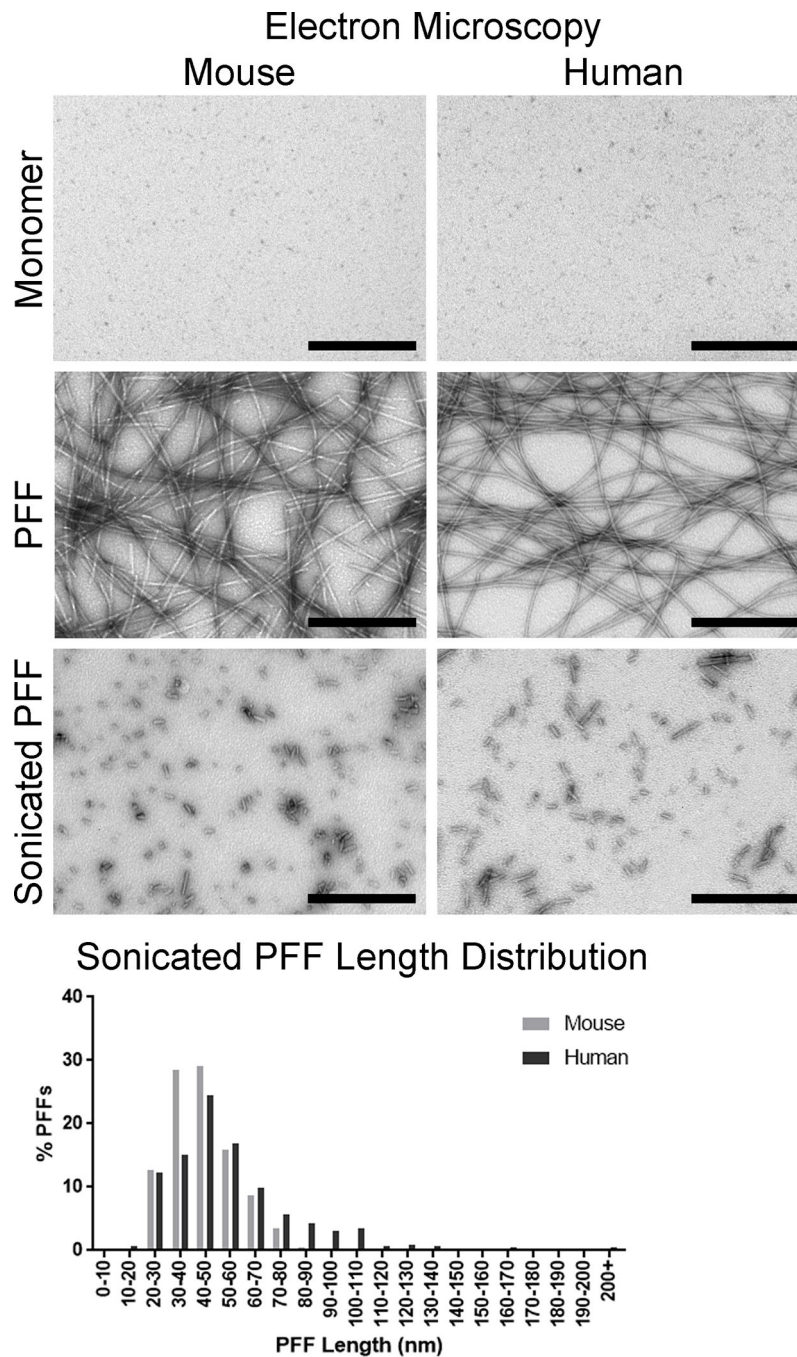 Electron Microscopy
Mouse Human
Monomer
PFF
Sonicated PFF
Sonicated PFF Length Distribution
40
30
20
10
0
% PFFs
Mouse
Human
0-10 10-20 20-30 30-40 40-50 50-60 60-70 70-80 80-90 90-100 100-110 110-120 120-130 130-140 140-150 150-160 160-170 170-180 180-190 190-200 200+
PFF Length (nm)